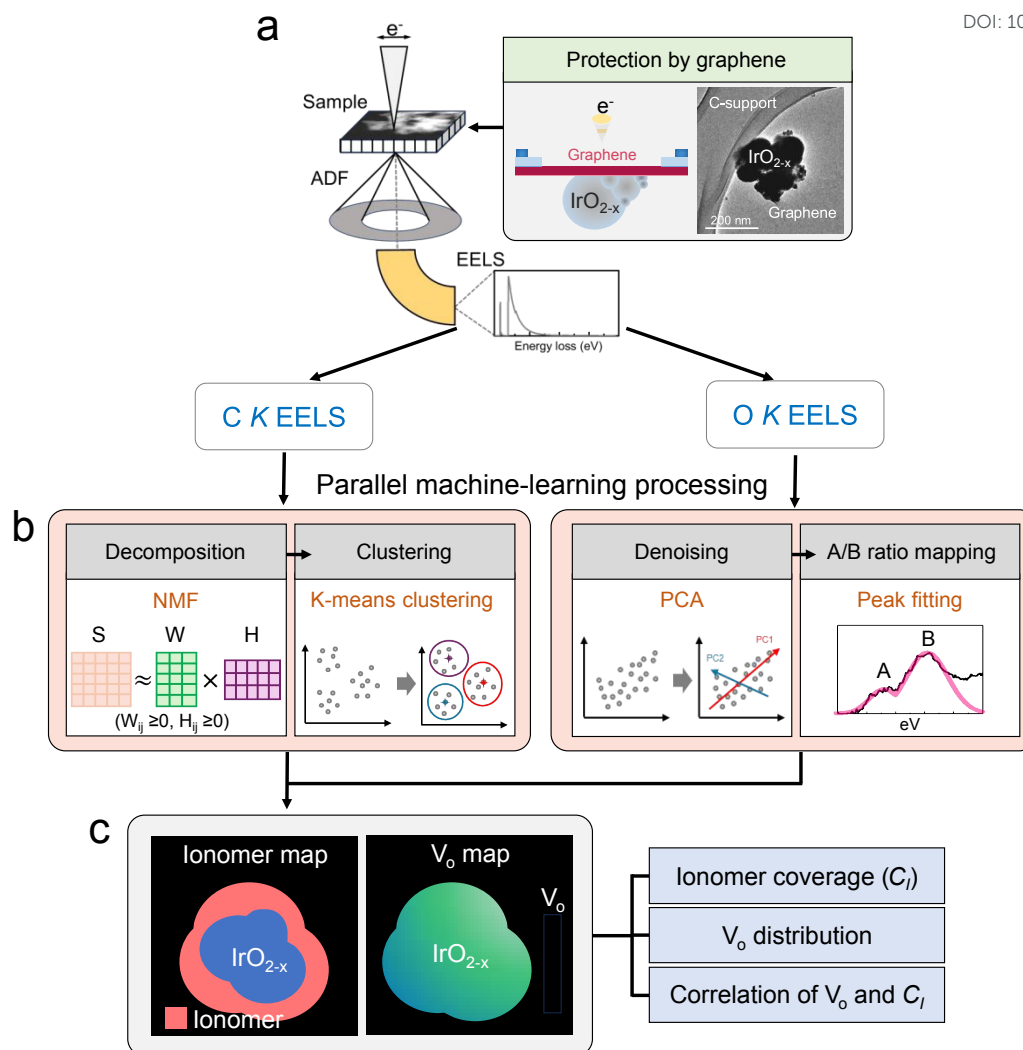 DOI: 10
a
e-
Protection by graphene
Sample
ADF
e-
Graphene
IrO2-x
C-support
IrO2-x
Graphene
200 nm
EELS
Energy loss (eV)
C K EELS
O K EELS
Parallel machine-learning processing
b
Decomposition
Clustering
Denoising
A/B ratio mapping
NMF
K-means clustering
PCA
Peak fitting
S W H
≈ ×
(Wij ≥0, Hij ≥0)
PC1
PC2
A
B
eV
c
Ionomer map
Vo map
Vo
IrO2-x
IrO2-x
Ionomer
Ionomer coverage (CI)
Vo distribution
Correlation of Vo and CI